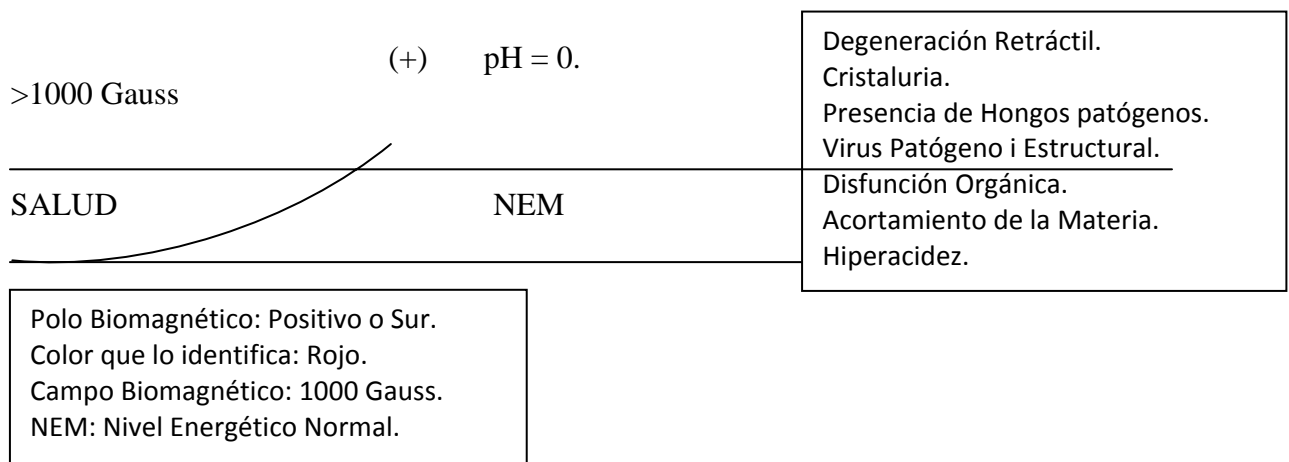 (+) pH = 0.
>1000 Gauss
SALUD NEM
Degeneración Retráctil.
Cristaluria.
Presencia de Hongos patógenos.
Virus Patógeno i Estructural.
Disfunción Orgánica.
Acortamiento de la Materia.
Hiperacidez.
Polo Biomagnético: Positivo o Sur.
Color que lo identifica: Rojo.
Campo Biomagnético: 1000 Gauss.
NEM: Nivel Energético Normal.